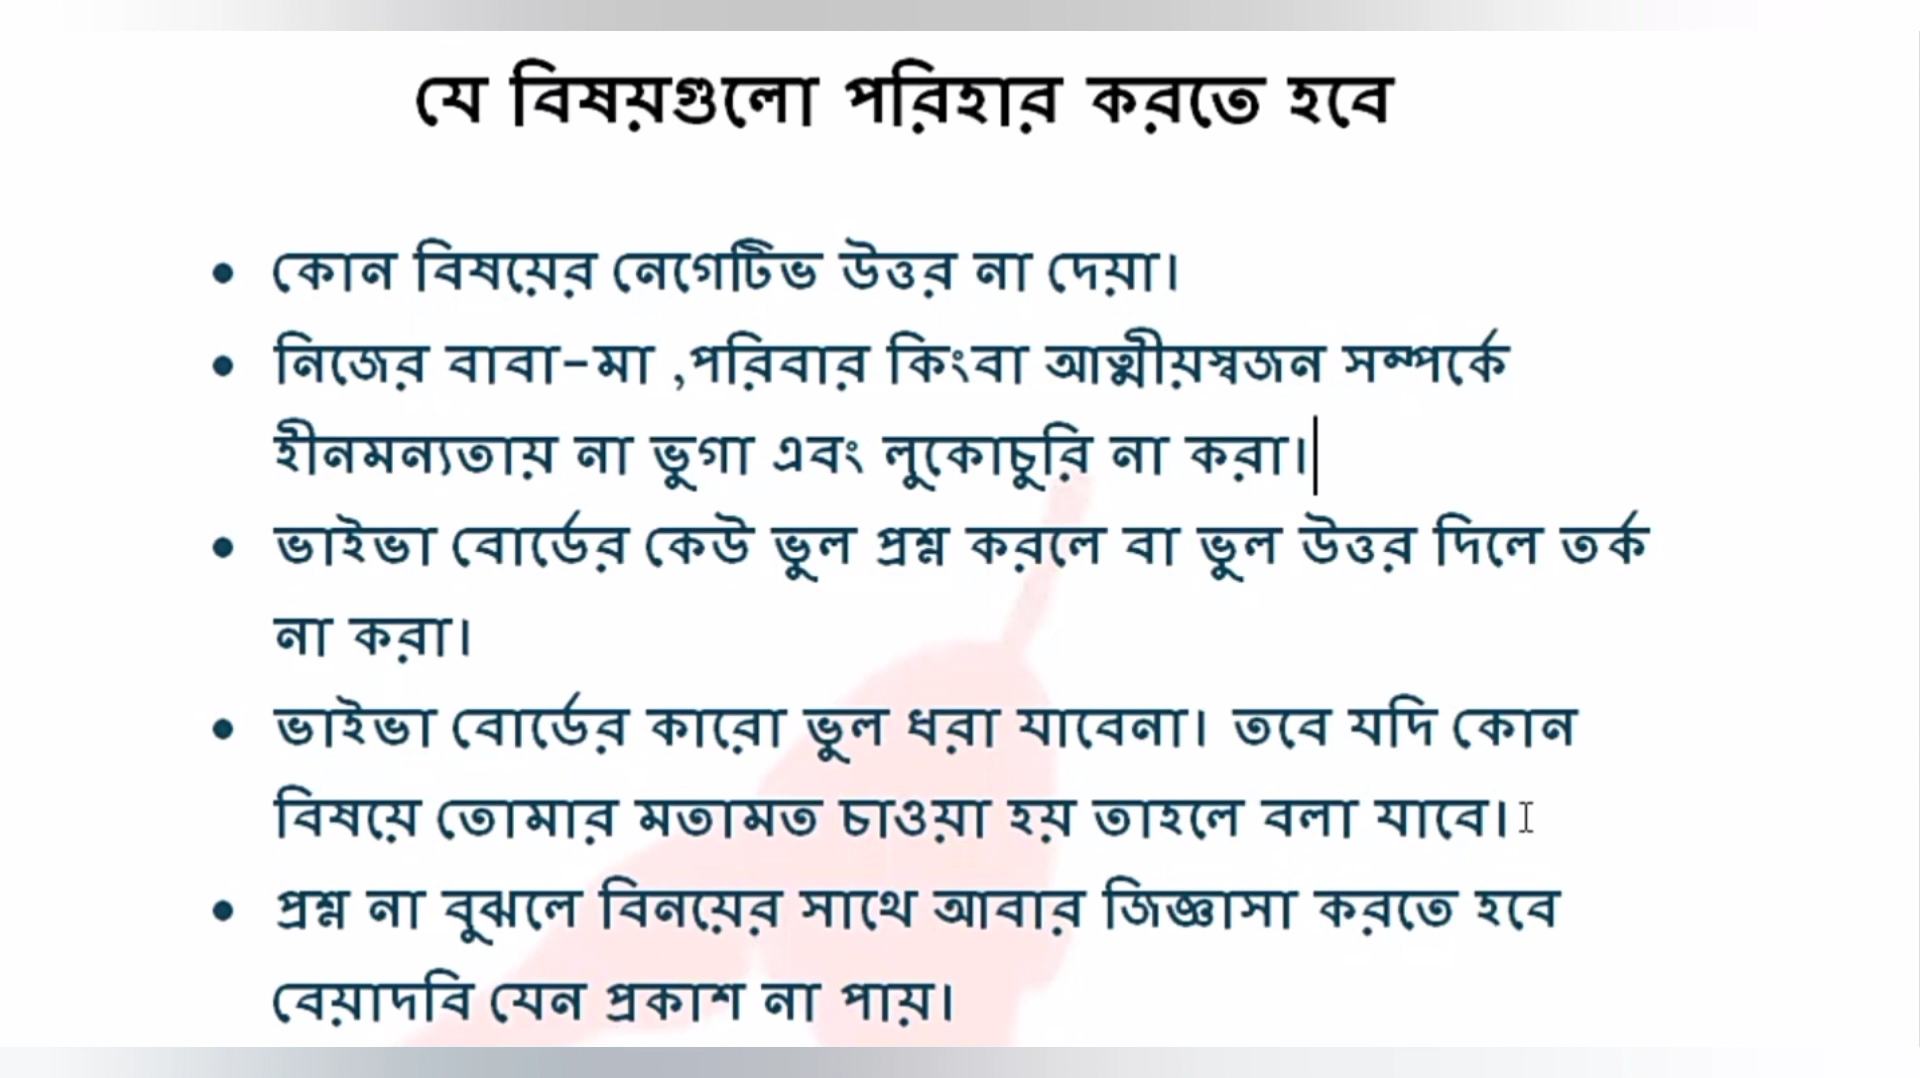 যে বিষয়গুলো পরিহার করতে হবে
• কোন বিষয়ের নেগেটিভ উত্তর না দেয়া।
• নিজের বাবা-মা ,পরিবার কিংবা আত্মীয়স্বজন সম্পর্কে
হীনমন্যতায় না ভুগা এবং লুকোচুরি না করা।
• ভাইভা বোর্ডের কেউ ভুল প্রশ্ন করলে বা ভুল উত্তর দিলে তর্ক
না করা।
• ভাইভা বোর্ডের কারো ভুল ধরা যাবেনা। তবে যদি কোন
বিষয়ে তোমার মতামত চাওয়া হয় তাহলে বলা যাবে।
• প্রশ্ন না বুঝলে বিনয়ের সাথে আবার জিজ্ঞাসা করতে হবে
বেয়াদবি যেন প্রকাশ না পায়।